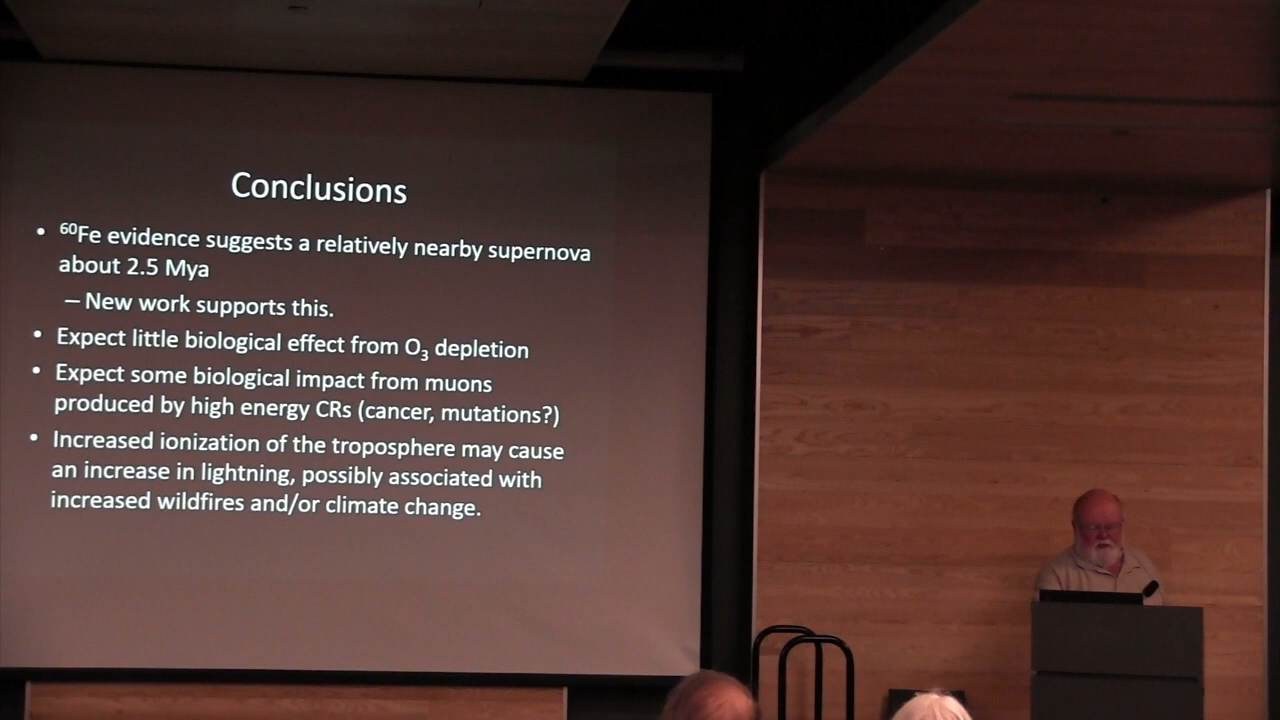 Conclusions
• ⁶⁰Fe evidence suggests a relatively nearby supernova
about 2.5 Mya
– New work supports this.
• Expect little biological effect from O₃ depletion
• Expect some biological impact from muons
produced by high energy CRs (cancer, mutations?)
• Increased ionization of the troposphere may cause
an increase in lightning, possibly associated with
increased wildfires and/or climate change.